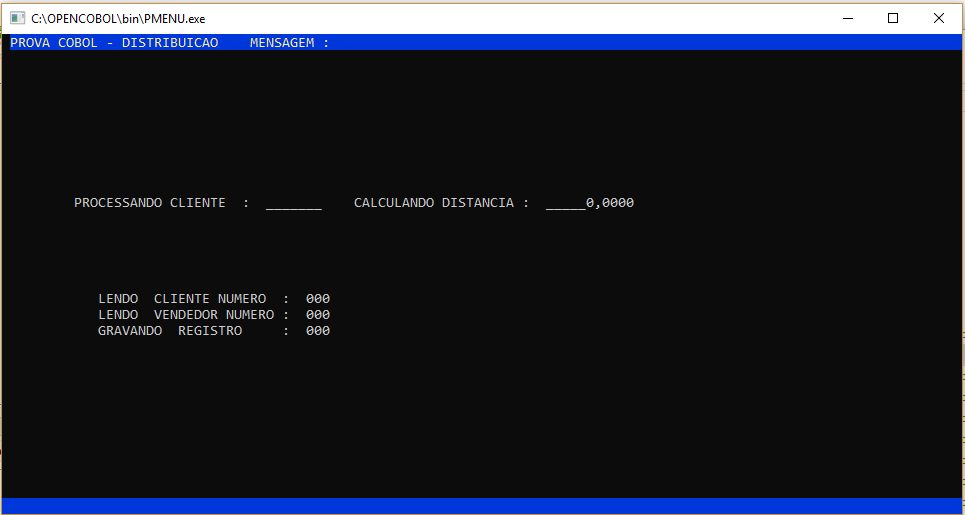 C:\OPENCOBOL\bin\PMENU.exe
PROVA COBOL - DISTRIBUICAO    MENSAGEM :
PROCESSANDO CLIENTE  :  _______    CALCULANDO DISTANCIA :  _____0,0000
LENDO  CLIENTE NUMERO  :  000
LENDO  VENDEDOR NUMERO :  000
GRAVANDO  REGISTRO     :  000